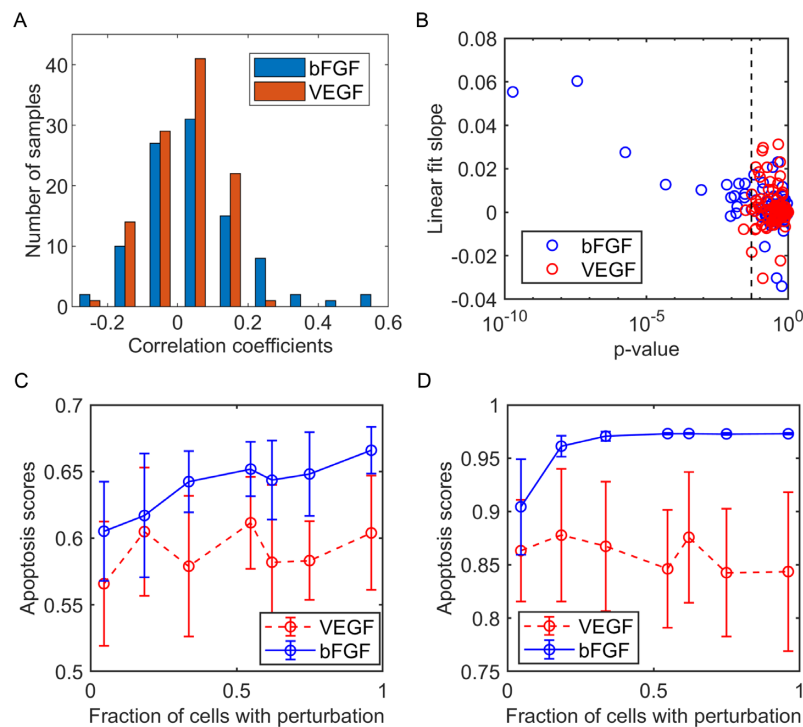 A
Number of samples
40
30
20
10
0
-0.2
0
0.2
0.4
0.6
Correlation coefficients
bFGF
VEGF
B
Linear fit slope
0.08
0.06
0.04
0.02
0
-0.02
-0.04
10^-10
10^-5
10^0
p-value
bFGF
VEGF
C
Apoptosis scores
0.7
0.65
0.6
0.55
0.5
0
0.5
1
Fraction of cells with perturbation
VEGF
bFGF
D
Apoptosis scores
1
0.95
0.9
0.85
0.8
0.75
0
0.5
1
Fraction of cells with perturbation
VEGF
bFGF